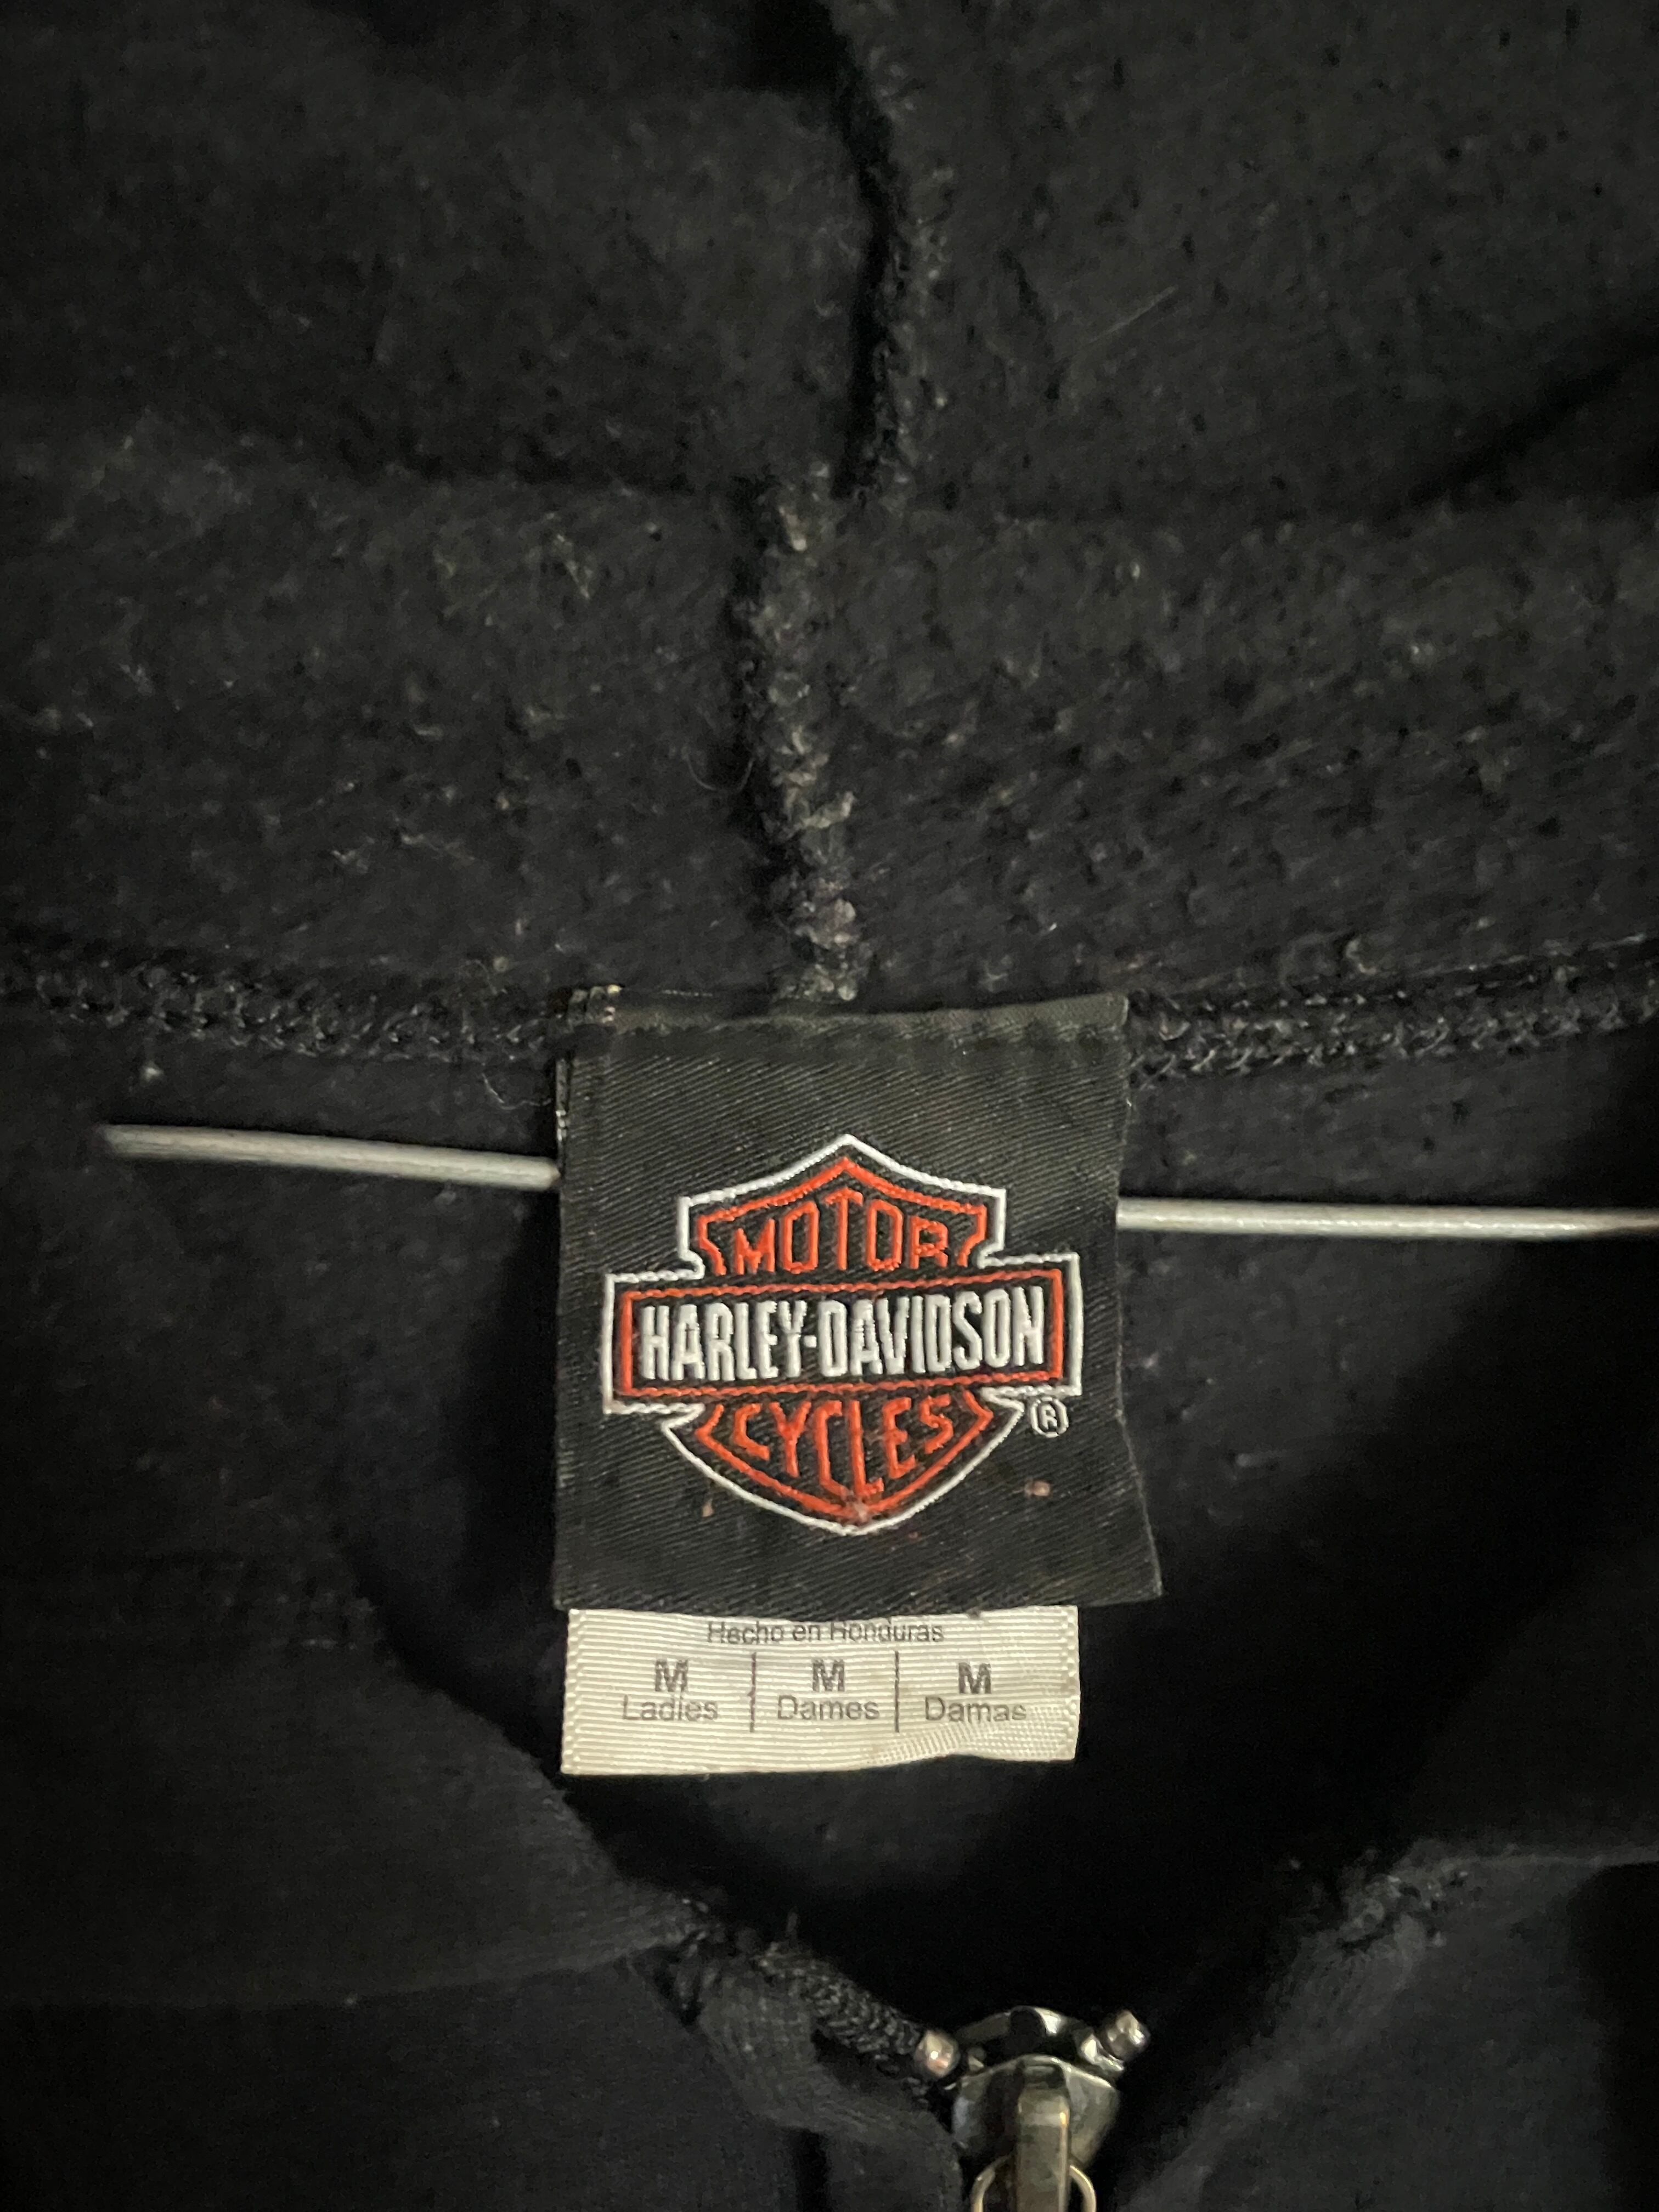 MOTOR
HARLEY-DAVIDSON
CYCLES
®
Hecho en Honduras
M | M | M
Ladies | Dames | Damas